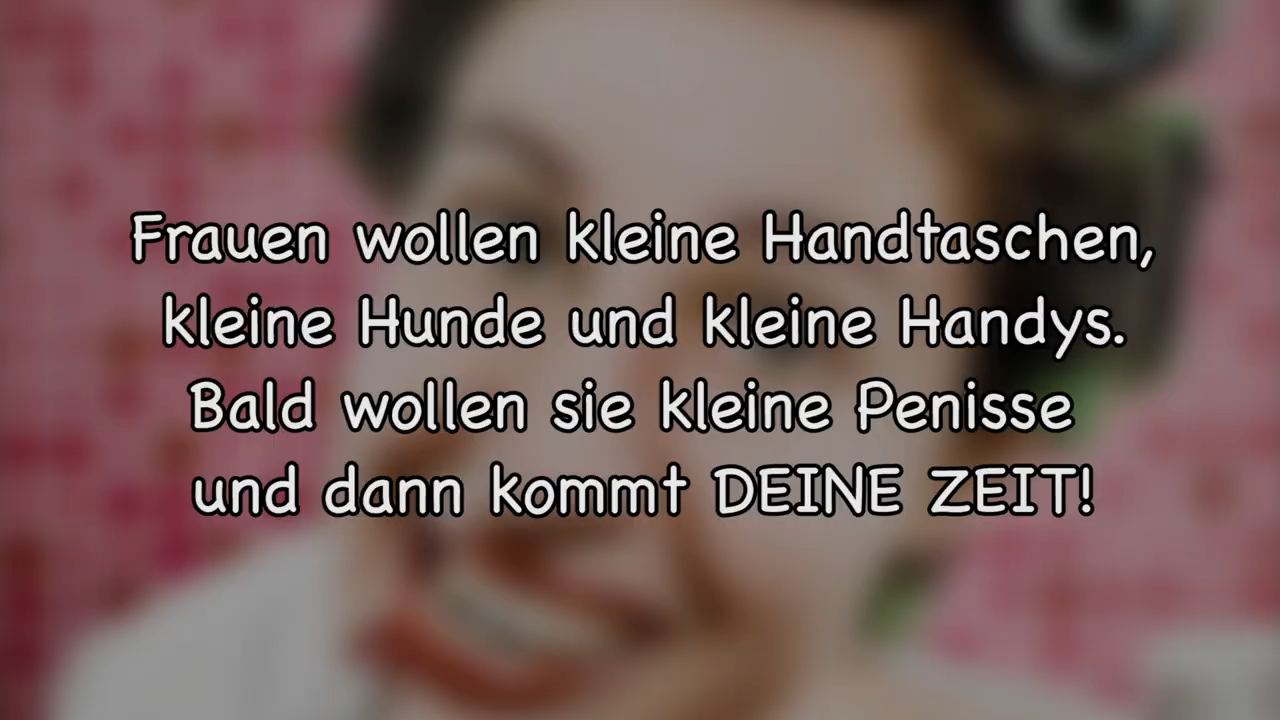 Frauen wollen kleine Handtaschen,
kleine Hunde und kleine Handys.
Bald wollen sie kleine Penisse
und dann kommt DEINE ZEIT!